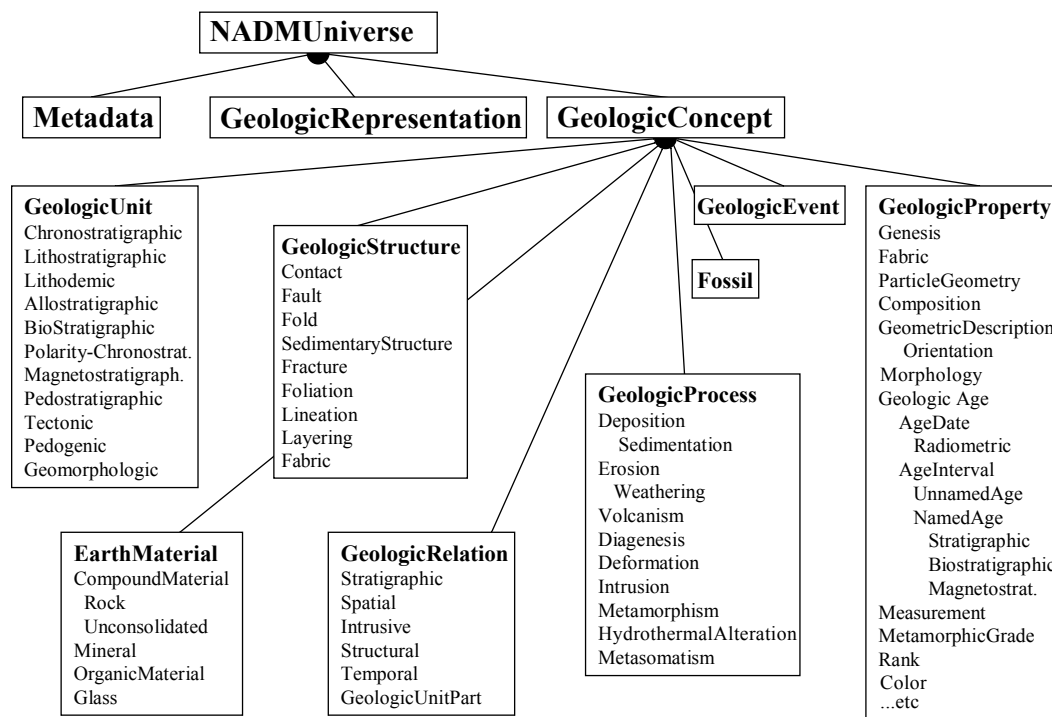 NADMUniverse
Metadata
GeologicRepresentation
GeologicConcept
GeologicUnit
Chronostratigraphic
Lithostratigraphic
Lithodemic
Allostratigraphic
BioStratigraphic
Polarity-Chronostrat.
Magnetostratigraph.
Pedostratigraphic
Tectonic
Pedogenic
Geomorphologic
GeologicStructure
Contact
Fault
Fold
SedimentaryStructure
Fracture
Foliation
Lineation
Layering
Fabric
GeologicEvent
Fossil
GeologicProperty
Genesis
Fabric
ParticleGeometry
Composition
GeometricDescription
Orientation
Morphology
Geologic Age
AgeDate
Radiometric
AgeInterval
UnnamedAge
NamedAge
Stratigraphic
Biostratigraphic
Magnetostrat.
Measurement
MetamorphicGrade
Rank
Color
...etc
GeologicProcess
Deposition
Sedimentation
Erosion
Weathering
Volcanism
Diagenesis
Deformation
Intrusion
Metamorphism
HydrothermalAlteration
Metasomatism
EarthMaterial
CompoundMaterial
Rock
Unconsolidated
Mineral
OrganicMaterial
Glass
GeologicRelation
Stratigraphic
Spatial
Intrusive
Structural
Temporal
GeologicUnitPart